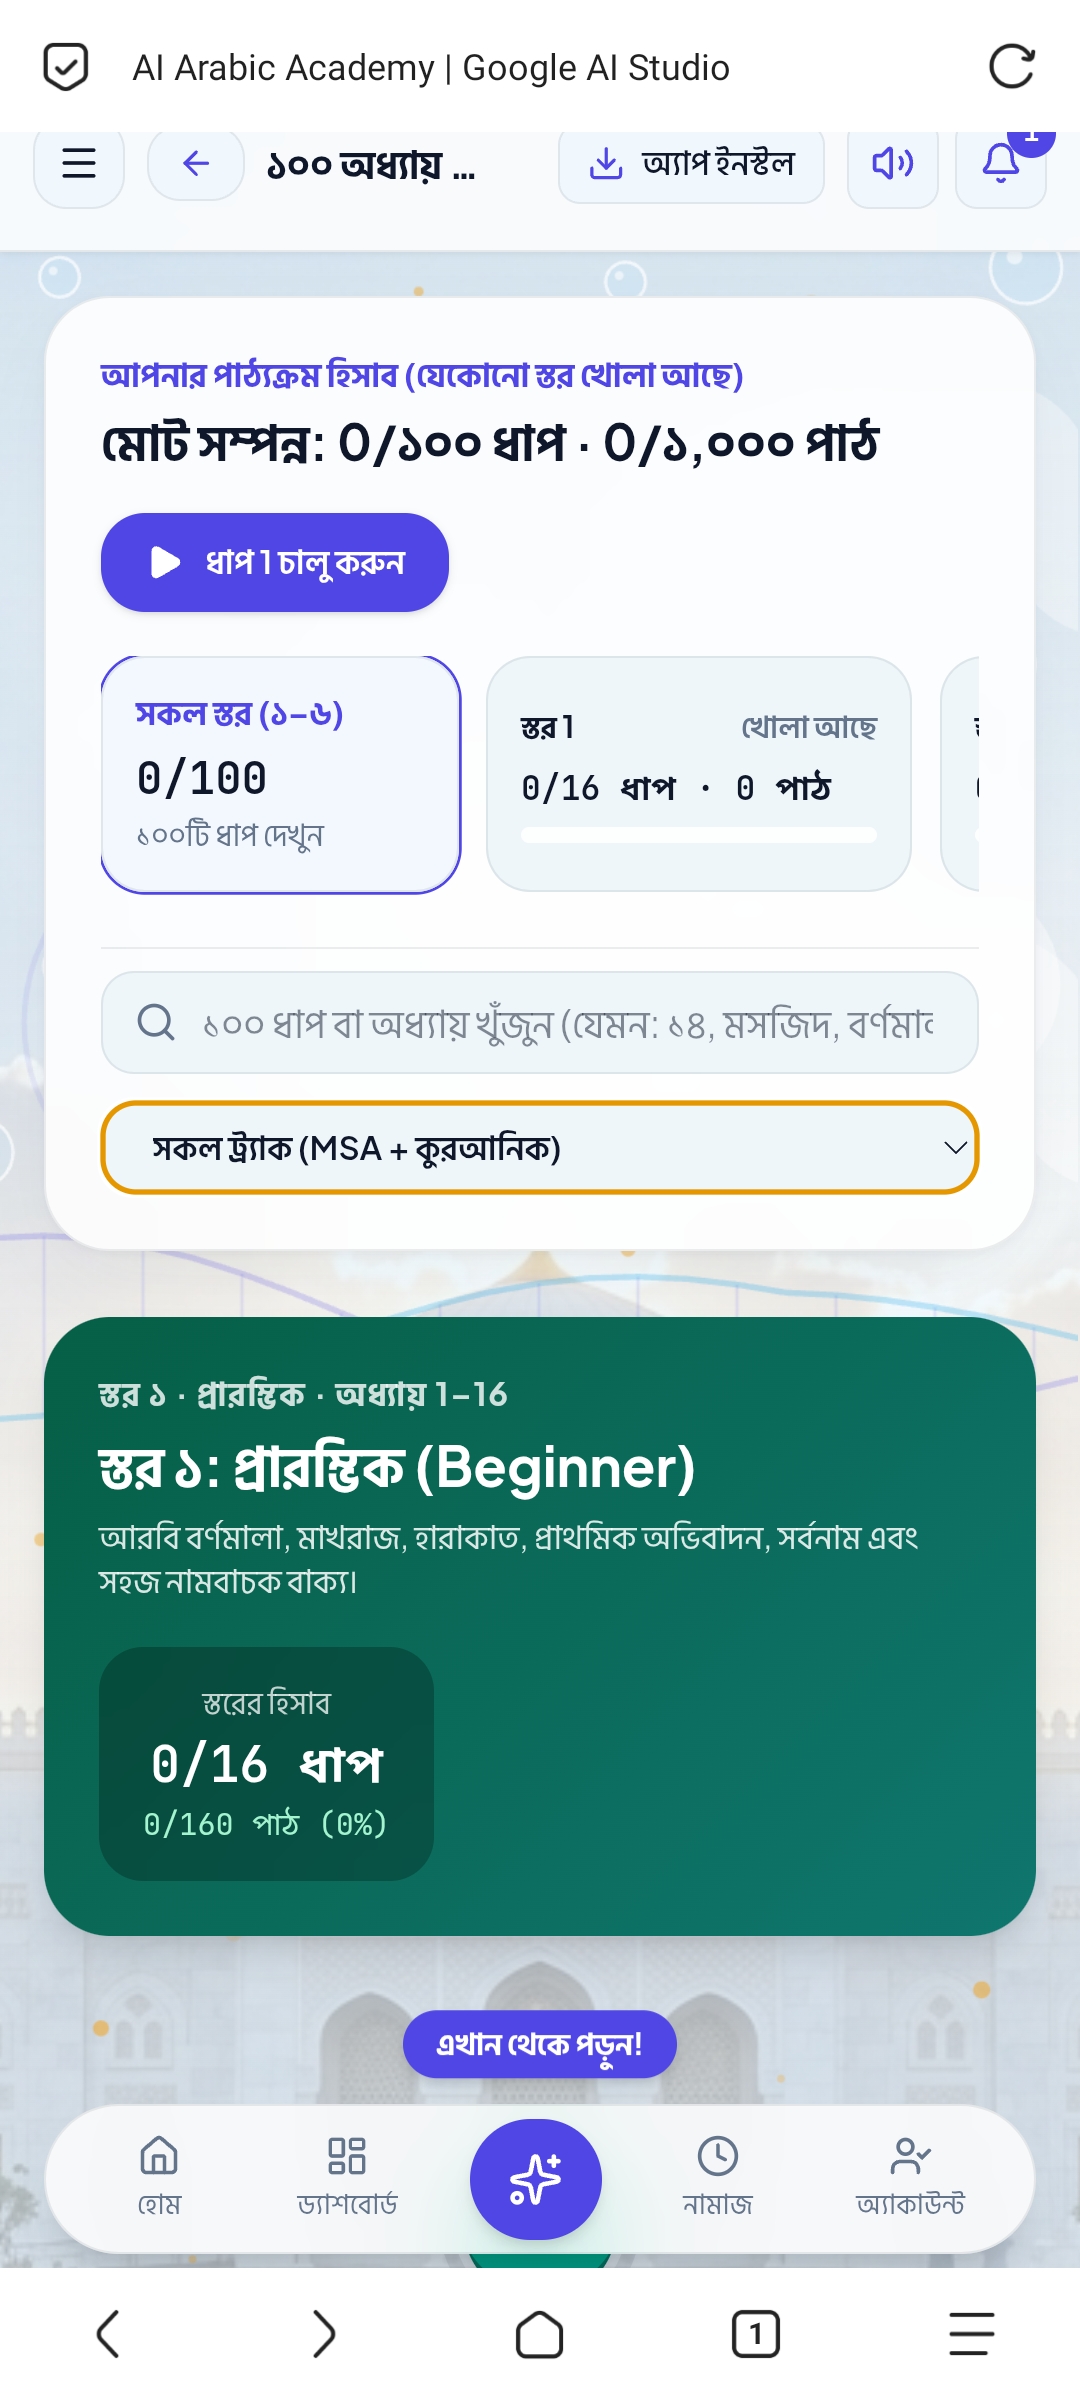 AI Arabic Academy | Google AI Studio
১০০ অধ্যায় ...
অ্যাপ ইনস্টল
1
আপনার পাঠ্যক্রম হিসাব (যেকোনো স্তর খোলা আছে)
মোট সম্পন্ন: 0/১০০ ধাপ · 0/১,০০০ পাঠ
ধাপ 1 চালু করুন
সকল স্তর (১–৬)
0/100
১০০টি ধাপ দেখুন
স্তর 1 খোলা আছে
0/16 ধাপ · 0 পাঠ
১০০ ধাপ বা অধ্যায় খুঁজুন (যেমন: ১৪, মসজিদ, বর্ণমাল
সকল ট্র্যাক (MSA + কুরআনিক)
স্তর ১ · প্রারম্ভিক · অধ্যায় 1–16
স্তর ১: প্রারম্ভিক (Beginner)
আরবি বর্ণমালা, মাখরাজ, হারাকাত, প্রাথমিক অভিবাদন, সর্বনাম এবং
সহজ নামবাচক বাক্য।
স্তরের হিসাব
0/16 ধাপ
0/160 পাঠ (0%)
এখান থেকে পড়ুন!
হোম
ড্যাশবোর্ড
নামাজ
অ্যাকাউন্ট
1